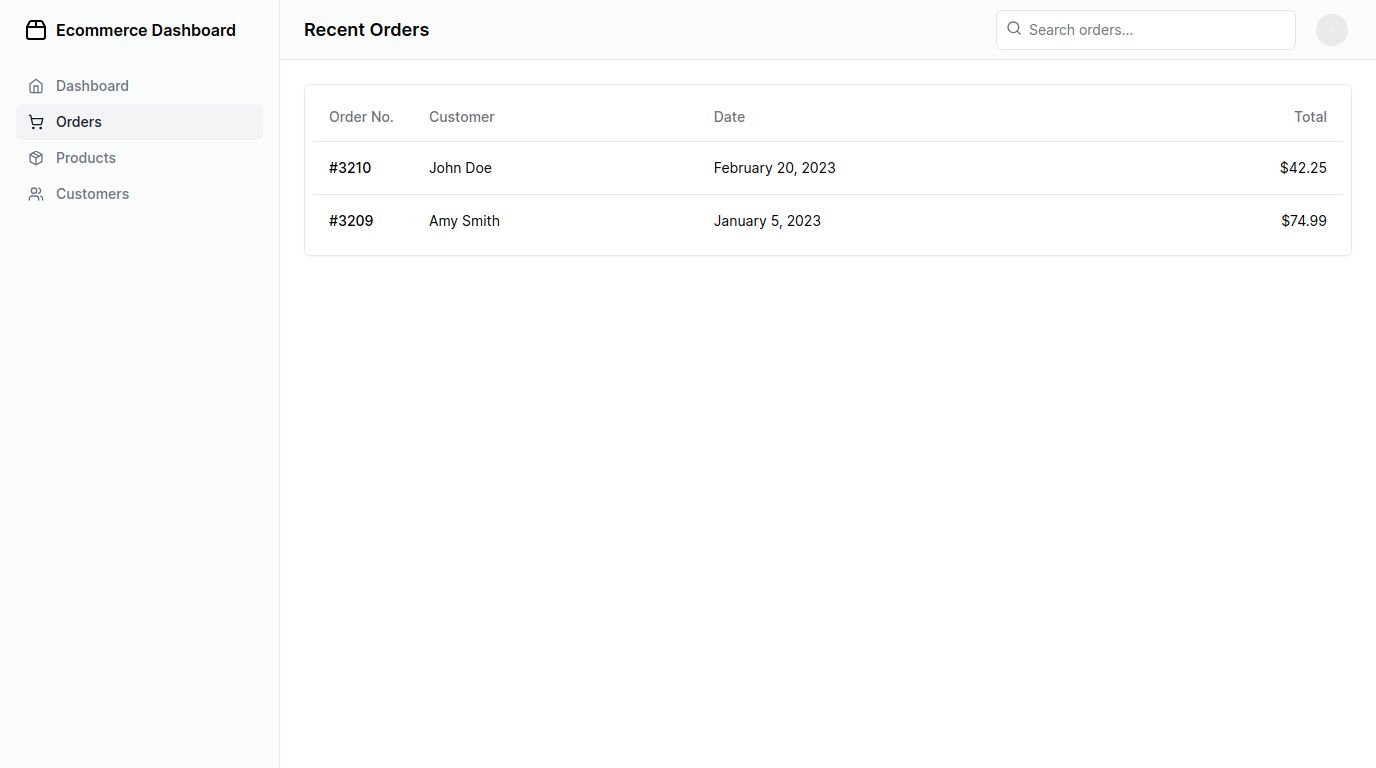 Ecommerce Dashboard
Dashboard
Orders
Products
Customers
Recent Orders
Search orders...
Order No. Customer Date Total
#3210 John Doe February 20, 2023 $42.25
#3209 Amy Smith January 5, 2023 $74.99